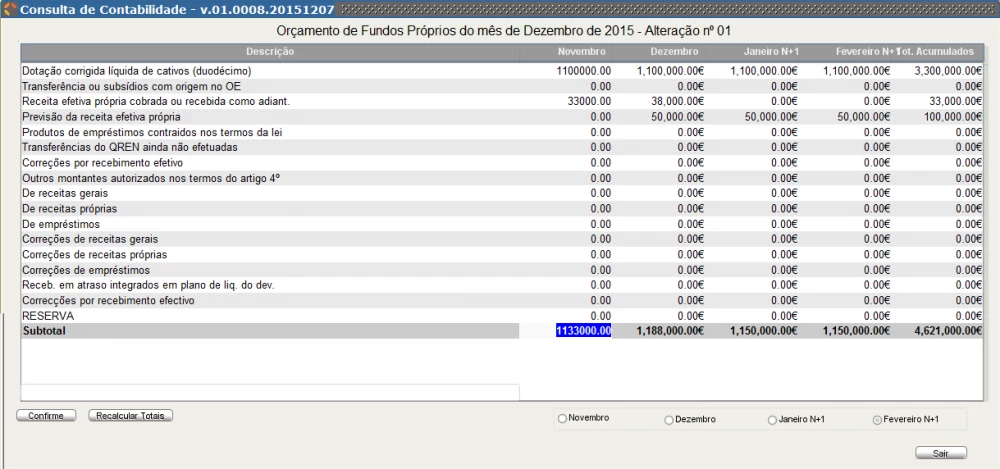 Consulta de Contabilidade - v.01.0008.20151207
Orçamento de Fundos Próprios do mês de Dezembro de 2015 - Alteração nº 01
Descrição Novembro Dezembro Janeiro N+1 Fevereiro N+1 Tot. Acumulados
Dotação corrigida líquida de cativos (duodécimo) 1100000.00 1,100,000.00€ 1,100,000.00€ 1,100,000.00€ 3,300,000.00€
Transferência ou subsídios com origem no OE 0.00 0.00€ 0.00€ 0.00€ 0.00€
Receita efetiva própria cobrada ou recebida como adiant. 33000.00 38,000.00€ 0.00€ 0.00€ 33,000.00€
Previsão da receita efetiva própria 0.00 50,000.00€ 50,000.00€ 50,000.00€ 100,000.00€
Produtos de empréstimos contraidos nos termos da lei 0.00 0.00€ 0.00€ 0.00€ 0.00€
Transferências do QREN ainda não efetuadas 0.00 0.00€ 0.00€ 0.00€ 0.00€
Correções por recebimento efetivo 0.00 0.00€ 0.00€ 0.00€ 0.00€
Outros montantes autorizados nos termos do artigo 4º 0.00 0.00€ 0.00€ 0.00€ 0.00€
De receitas gerais 0.00 0.00€ 0.00€ 0.00€ 0.00€
De receitas próprias 0.00 0.00€ 0.00€ 0.00€ 0.00€
De empréstimos 0.00 0.00€ 0.00€ 0.00€ 0.00€
Correções de receitas gerais 0.00 0.00€ 0.00€ 0.00€ 0.00€
Correções de receitas próprias 0.00 0.00€ 0.00€ 0.00€ 0.00€
Correções de empréstimos 0.00 0.00€ 0.00€ 0.00€ 0.00€
Receb. em atraso integrados em plano de liq. do dev. 0.00 0.00€ 0.00€ 0.00€ 0.00€
Correcções por recebimento efectivo 0.00 0.00€ 0.00€ 0.00€ 0.00€
RESERVA 0.00 0.00€ 0.00€ 0.00€ 0.00€
Subtotal 1133000.00 1,188,000.00€ 1,150,000.00€ 1,150,000.00€ 4,621,000.00€
Confirme Recalcular Totais Novembro Dezembro Janeiro N+1 Fevereiro N+1
Sair